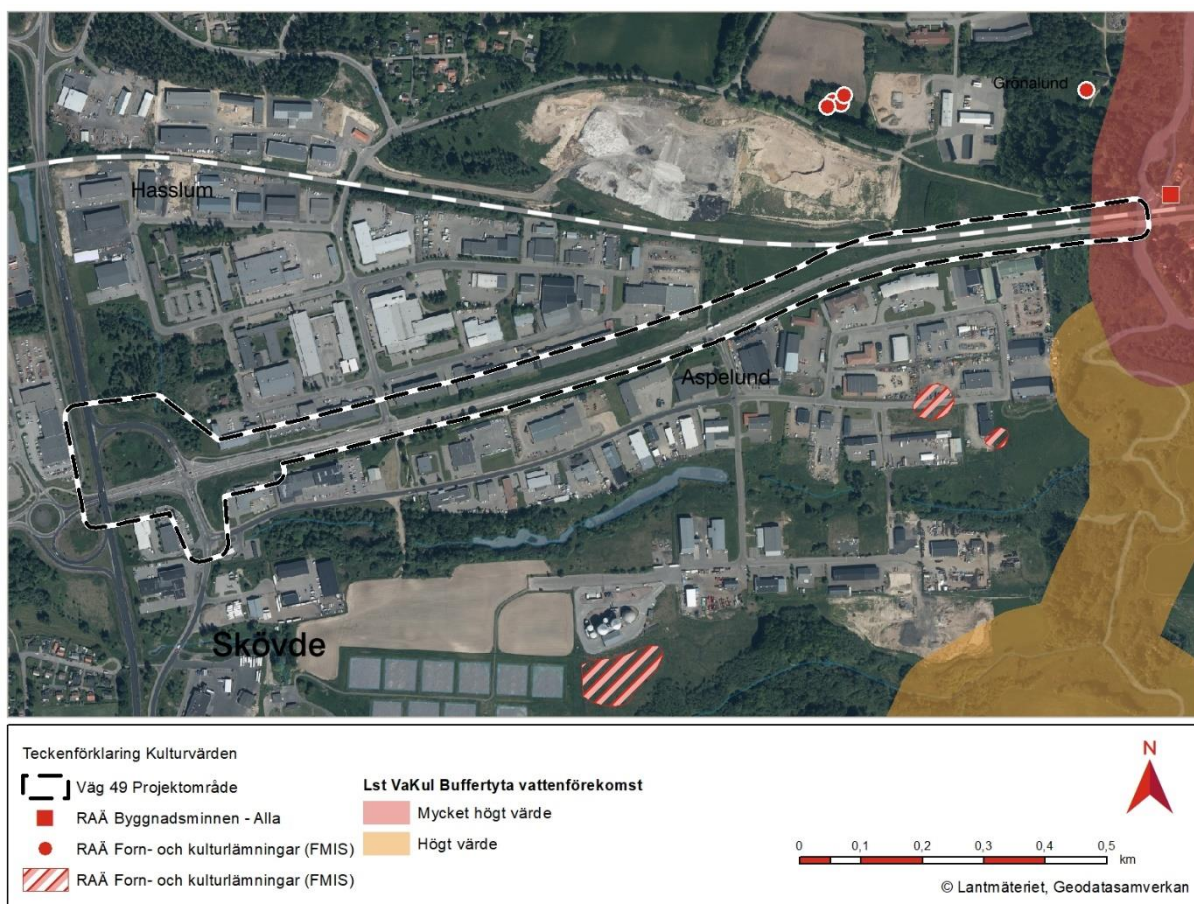 Grönalund
Hasslum
Aspelund
Skövde
Teckenförklaring Kulturvärden
Väg 49 Projektområde
RAÄ Byggnadsminnen - Alla
RAÄ Forn- och kulturlämningar (FMIS)
RAÄ Forn- och kulturlämningar (FMIS)
Lst VaKul Buffertyta vattenförekomst
Mycket högt värde
Högt värde
N
0 0,1 0,2 0,3 0,4 0,5
km
© Lantmäteriet, Geodatasamverkan